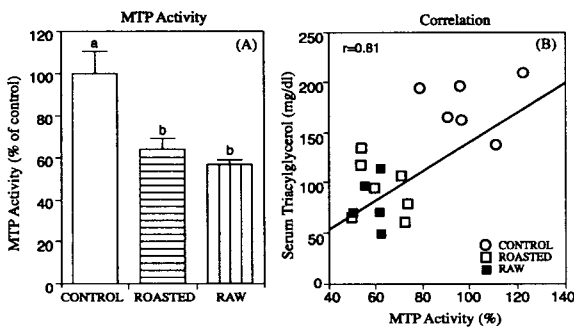 MTP Activity
(A)
MTP Activity (% of control)
120
100
80
60
40
20
0
a
b
b
CONTROL ROASTED RAW
Correlation
(B)
r=0.81
Serum Triacylglycerol (mg/dl)
250
200
150
100
50
0
CONTROL
ROASTED
RAW
40 60 80 100 120 140
MTP Activity (%)